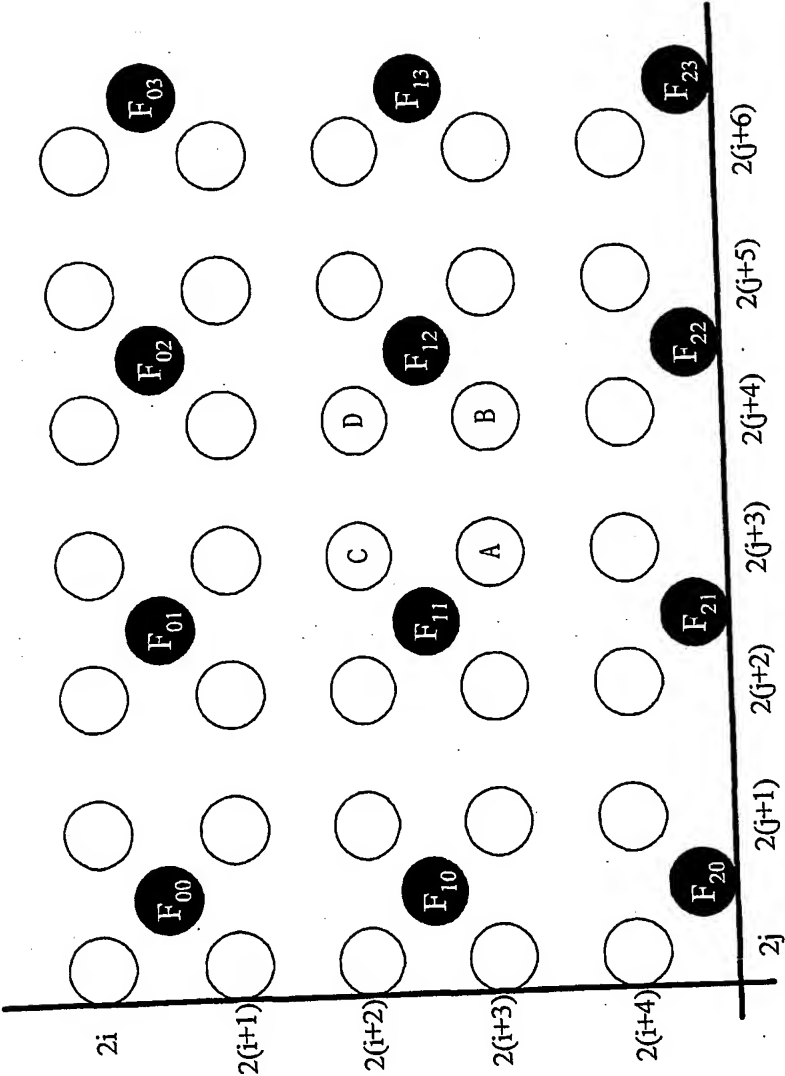 F03
F13
F23
F02
F12
F22
D
B
C
A
F01
F11
F21
F00
F10
F20
2i
2(i+1)
2(i+2)
2(i+3)
2(i+4)
2j
2(j+1)
2(j+2)
2(j+3)
2(j+4)
2(j+5)
2(j+6)